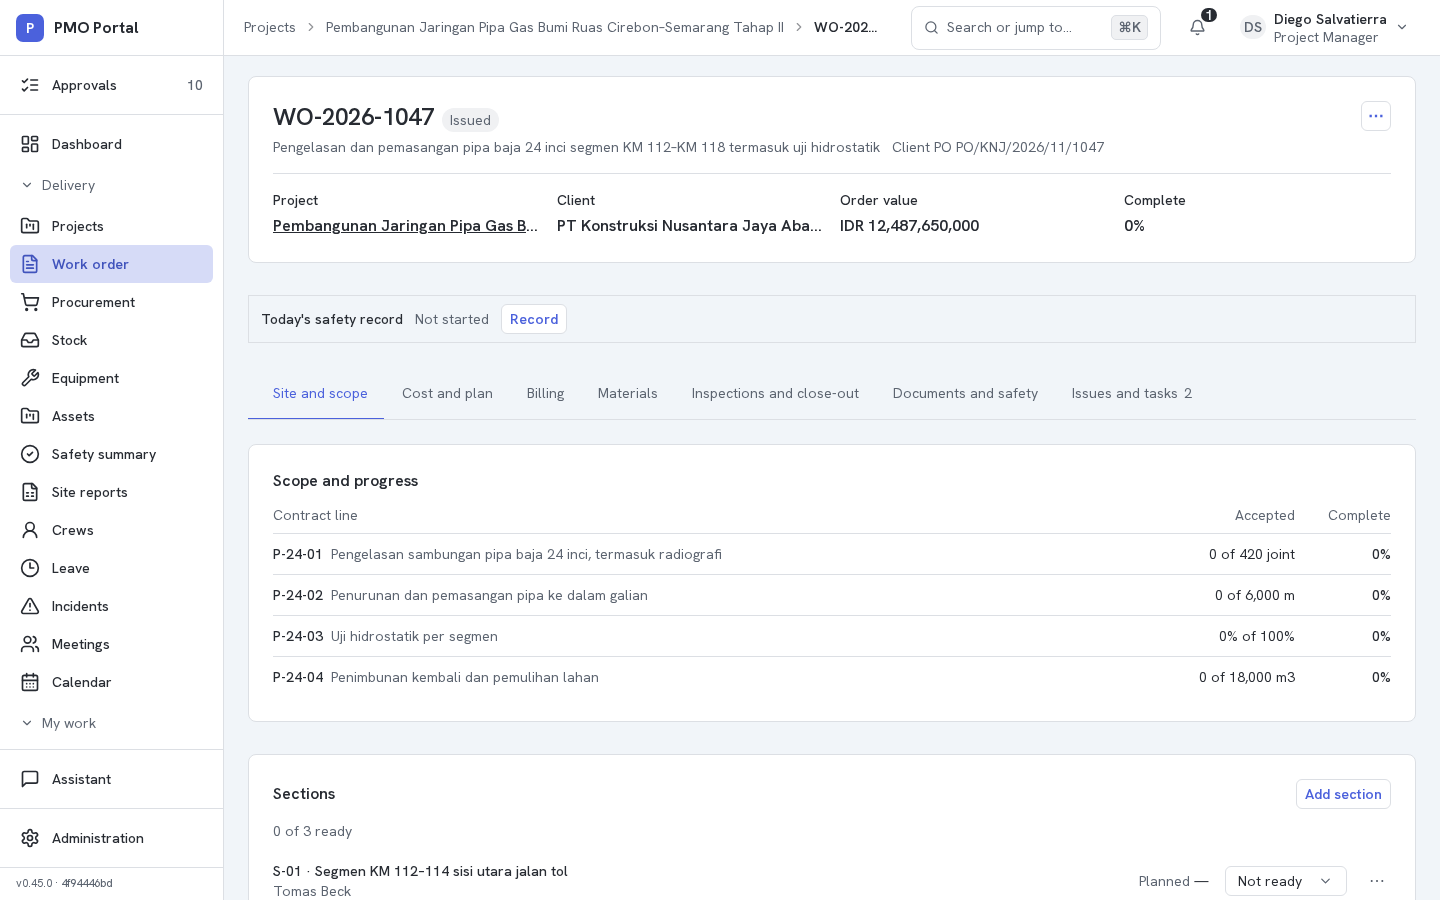 P PMO Portal
Approvals 10
Dashboard
Delivery
Projects
Work order
Procurement
Stock
Equipment
Assets
Safety summary
Site reports
Crews
Leave
Incidents
Meetings
Calendar
My work
Assistant
Administration
v0.45.0 · 4f94446bd
Projects > Pembangunan Jaringan Pipa Gas Bumi Ruas Cirebon–Semarang Tahap II > WO-202...
Search or jump to... ⌘K
1
DS Diego Salvatierra
Project Manager
WO-2026-1047 Issued
Pengelasan dan pemasangan pipa baja 24 inci segmen KM 112–KM 118 termasuk uji hidrostatik Client PO PO/KNJ/2026/11/1047
Project Client Order value Complete
Pembangunan Jaringan Pipa Gas B... PT Konstruksi Nusantara Jaya Aba... IDR 12,487,650,000 0%
Today's safety record Not started Record
Site and scope Cost and plan Billing Materials Inspections and close-out Documents and safety Issues and tasks 2
Scope and progress
Contract line Accepted Complete
P-24-01 Pengelasan sambungan pipa baja 24 inci, termasuk radiografi 0 of 420 joint 0%
P-24-02 Penurunan dan pemasangan pipa ke dalam galian 0 of 6,000 m 0%
P-24-03 Uji hidrostatik per segmen 0% of 100% 0%
P-24-04 Penimbunan kembali dan pemulihan lahan 0 of 18,000 m3 0%
Sections Add section
0 of 3 ready
S-01 · Segmen KM 112–114 sisi utara jalan tol
Tomas Beck
Planned — Not ready